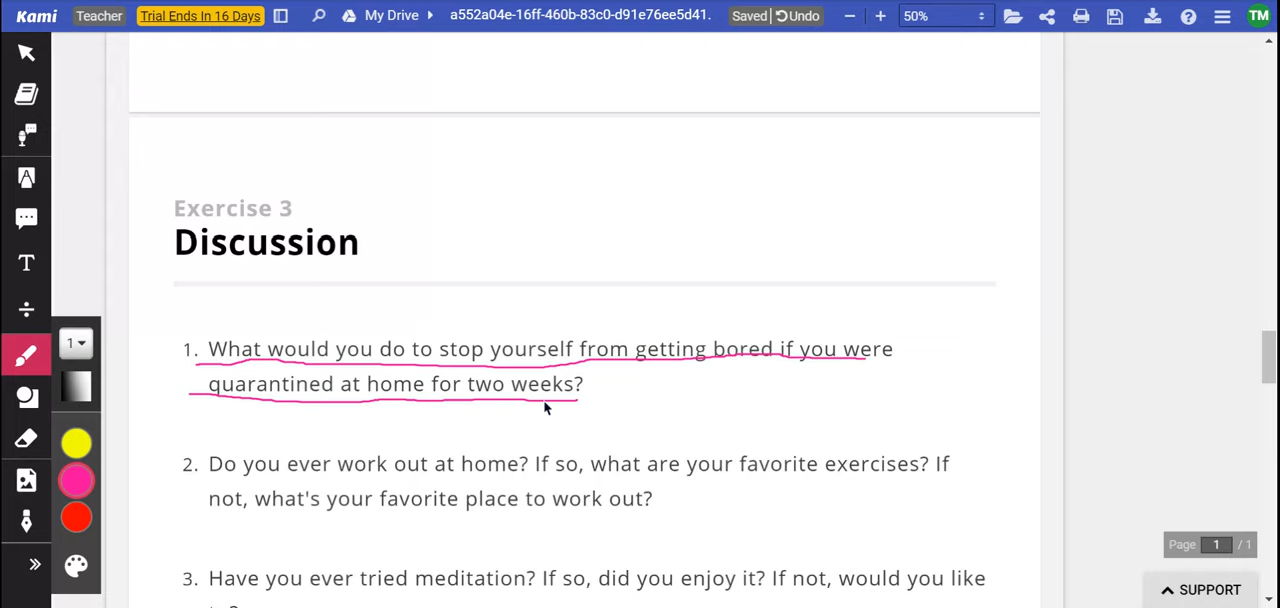 Kami Teacher Trial Ends In 16 Days My Drive a552a04e-16ff-460b-83c0-d91e76ee5d41. Saved Undo 50% TM
Exercise 3
Discussion
1. What would you do to stop yourself from getting bored if you were
quarantined at home for two weeks?
2. Do you ever work out at home? If so, what are your favorite exercises? If
not, what's your favorite place to work out?
3. Have you ever tried meditation? If so, did you enjoy it? If not, would you like
T
1
Page 1 / 1
SUPPORT